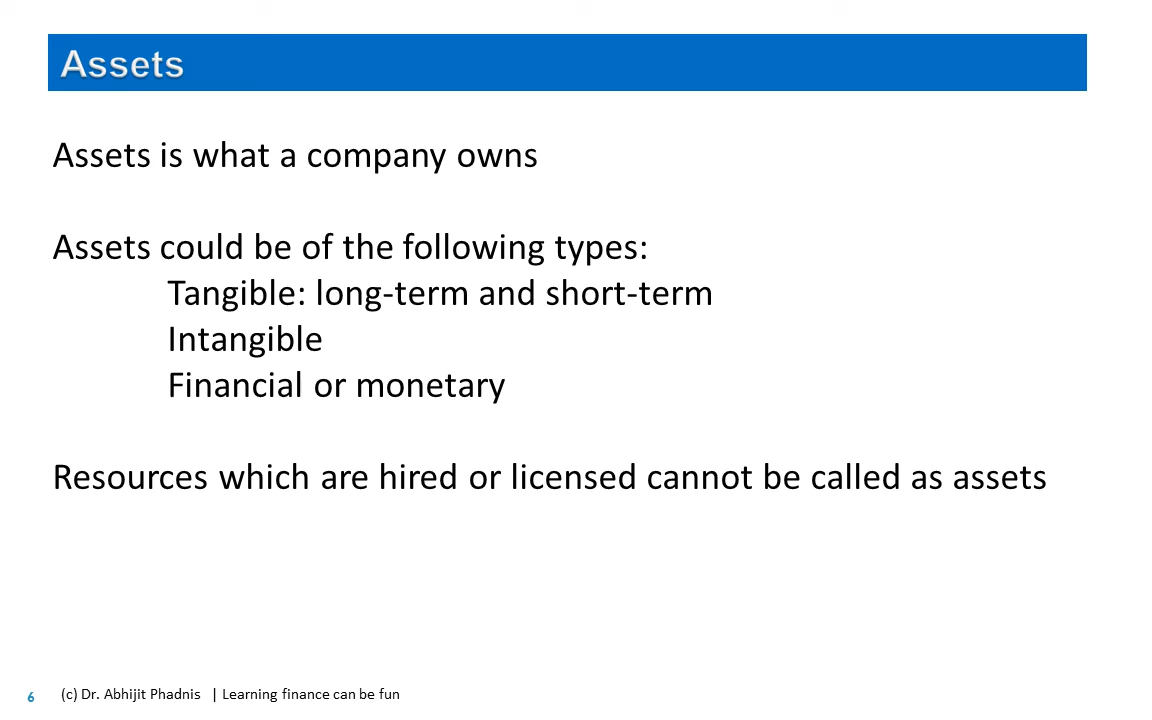 Assets
Assets is what a company owns
Assets could be of the following types:
Tangible: long-term and short-term
Intangible
Financial or monetary
Resources which are hired or licensed cannot be called as assets
6 (c) Dr. Abhijit Phadnis | Learning finance can be fun